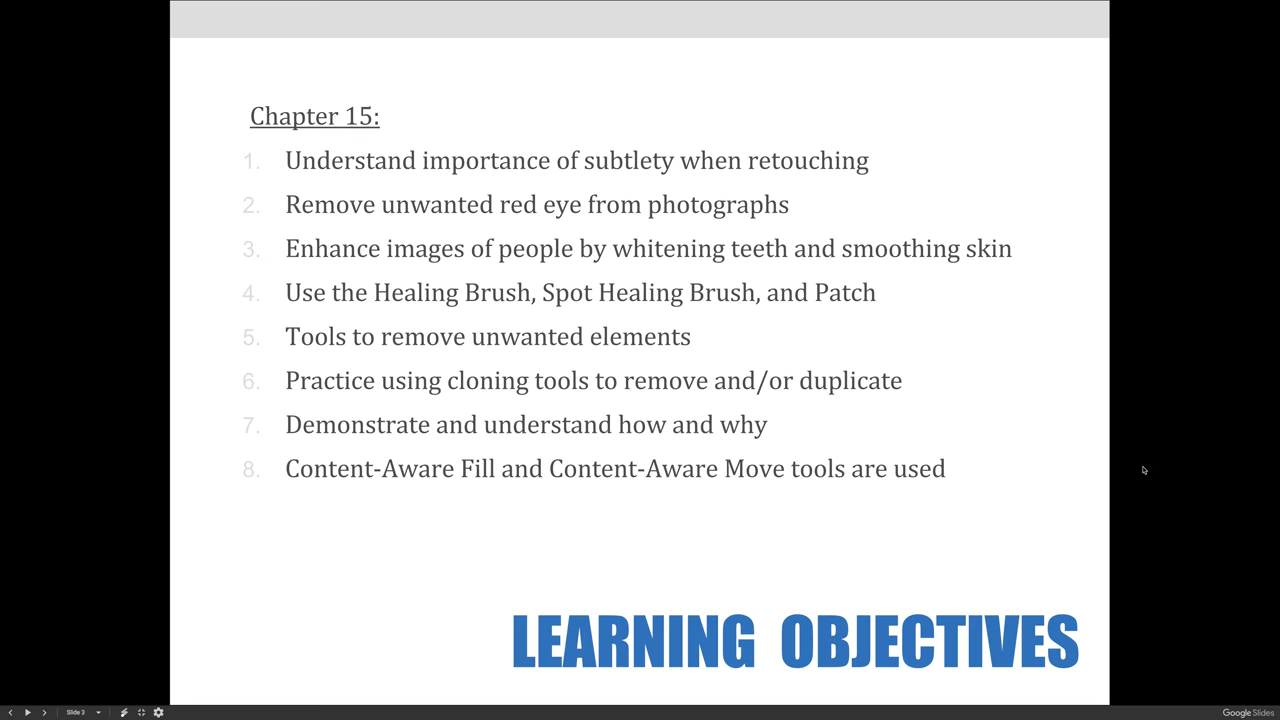 Chapter 15:
1. Understand importance of subtlety when retouching
2. Remove unwanted red eye from photographs
3. Enhance images of people by whitening teeth and smoothing skin
4. Use the Healing Brush, Spot Healing Brush, and Patch
5. Tools to remove unwanted elements
6. Practice using cloning tools to remove and/or duplicate
7. Demonstrate and understand how and why
8. Content-Aware Fill and Content-Aware Move tools are used
LEARNING OBJECTIVES
Slide 3
Google Slides